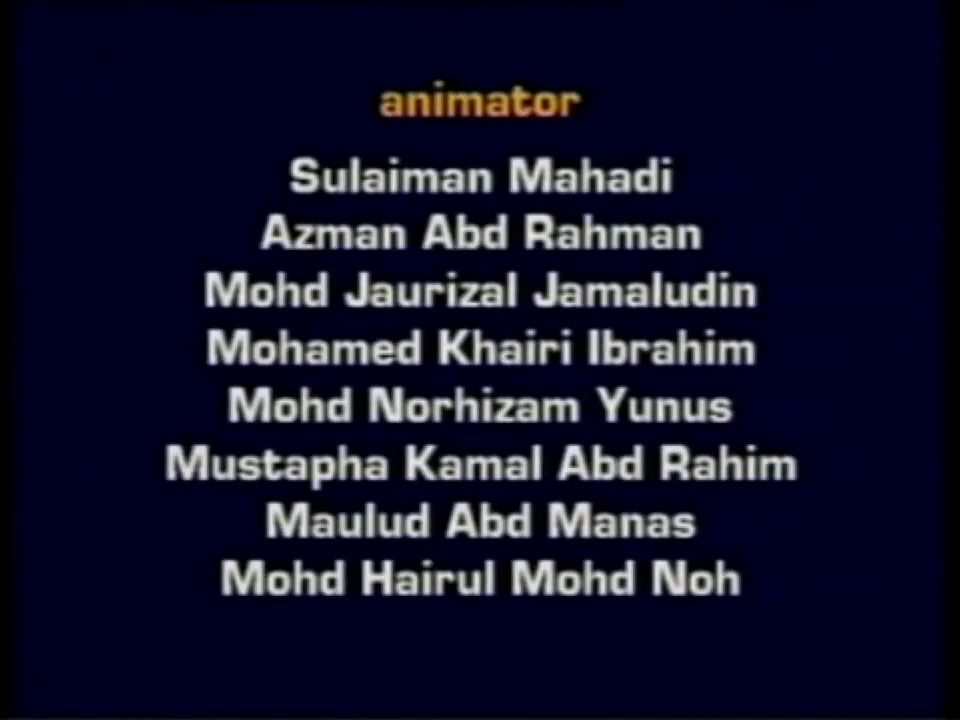 animator
Sulaiman Mahadi
Azman Abd Rahman
Mohd Jaurizal Jamaludin
Mohamed Khairi Ibrahim
Mohd Norhizam Yunus
Mustapha Kamal Abd Rahim
Maulud Abd Manas
Mohd Hairul Mohd Noh